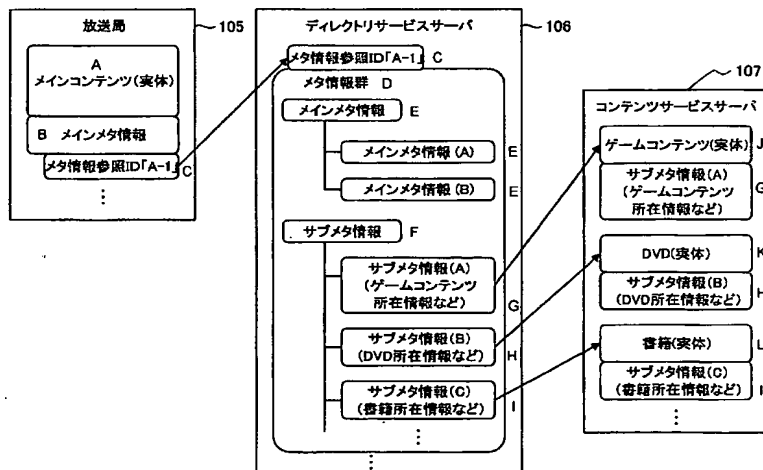 放送局
105
A
メインコンテンツ(実体)
B メインメタ情報
メタ情報参照ID「A-1」
C
⋮
ディレクトリサービスサーバ
106
メタ情報参照ID「A-1」
C
メタ情報群 D
メインメタ情報
E
メインメタ情報(A)
E
メインメタ情報(B)
E
サブメタ情報
F
サブメタ情報(A)
(ゲームコンテンツ
所在情報など)
G
サブメタ情報(B)
(DVD所在情報など)
H
サブメタ情報(C)
(書籍所在情報など)
I
⋮
⋮
⋮
107
コンテンツサービスサーバ
ゲームコンテンツ(実体)
J
サブメタ情報(A)
(ゲームコンテンツ
所在情報など)
G
DVD(実体)
K
サブメタ情報(B)
(DVD所在情報など)
H
書籍(実体)
L
サブメタ情報(C)
(書籍所在情報など)
I
⋮